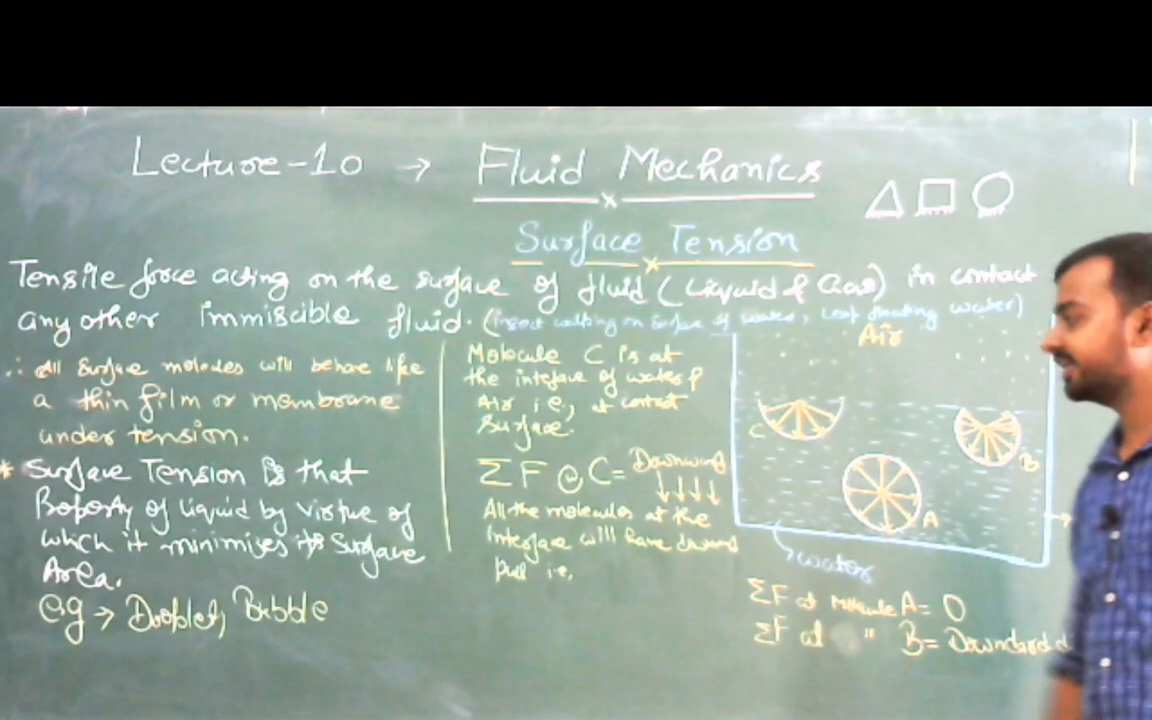 Lecture-10 → Fluid Mechanics
Surface Tension
Tensile force acting on the surface of fluid (Liquid & Gas) in contact
any other immiscible fluid. (insect walking on surface of water, Leaf floating water)
∴ All Surface molecules will behave like
a thin film or membrane
under tension.
* Surface Tension is that
Property of liquid by virtue of
which it minimises its Surface
Area.
eg → Droplet, Bubble
Molecule C is at
the interface of water &
Air i.e., at contact
Surface.
ΣF @ C = Downward
↓↓↓↓
All the molecules at the
interface will have downward
pull i.e.
Air
C
B
A
water
ΣF at Molecule A = 0
ΣF at " B = Downward